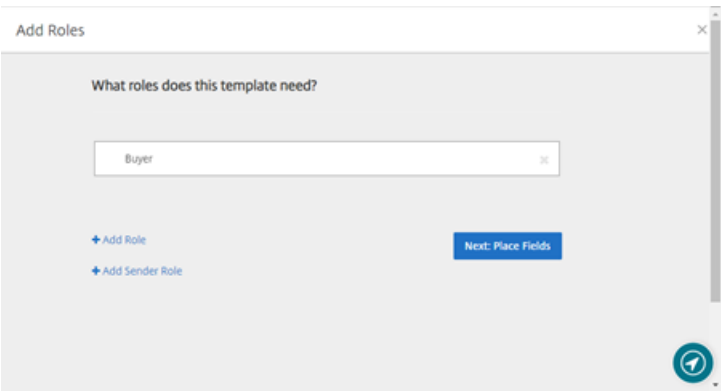 Add Roles
What roles does this template need?
Buyer
+ Add Role
Next: Place Fields
+ Add Sender Role